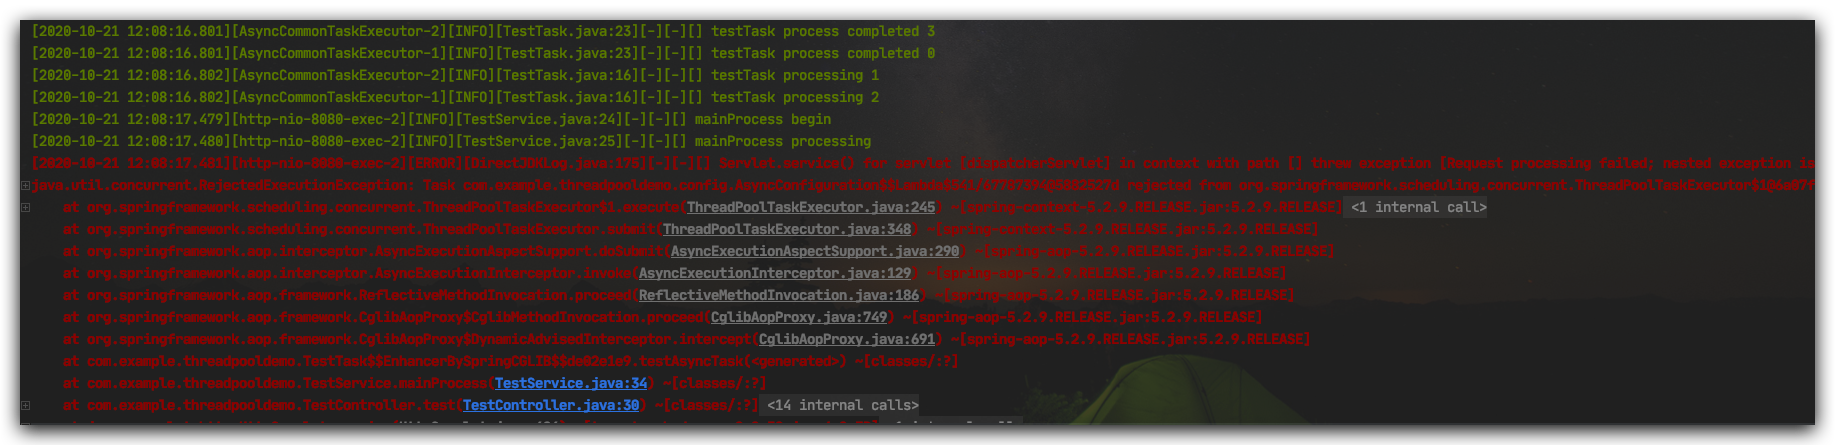 [2020-10-21 12:08:16.801][AsyncCommonTaskExecutor-2][INFO][TestTask.java:23][-][-][] testTask process completed 3
[2020-10-21 12:08:16.801][AsyncCommonTaskExecutor-1][INFO][TestTask.java:23][-][-][] testTask process completed 0
[2020-10-21 12:08:16.802][AsyncCommonTaskExecutor-2][INFO][TestTask.java:16][-][-][] testTask processing 1
[2020-10-21 12:08:16.802][AsyncCommonTaskExecutor-1][INFO][TestTask.java:16][-][-][] testTask processing 2
[2020-10-21 12:08:17.479][http-nio-8080-exec-2][INFO][TestService.java:24][-][-][] mainProcess begin
[2020-10-21 12:08:17.480][http-nio-8080-exec-2][INFO][TestService.java:25][-][-][] mainProcess processing
[2020-10-21 12:08:17.481][http-nio-8080-exec-2][ERROR][DirectJDKLog.java:175][-][-][] Servlet.service() for servlet [dispatcherServlet] in context with path [] threw exception [Request processing failed; nested exception is
java.util.concurrent.RejectedExecutionException: Task rejected from
at org.springframework.scheduling.concurrent.ThreadPoolTaskExecutor$1.execute(ThreadPoolTaskExecutor.java:245) ~[spring-context-5.2.9.RELEASE.jar:5.2.9.RELEASE] <1 internal call>
at org.springframework.scheduling.concurrent.ThreadPoolTaskExecutor.submit(ThreadPoolTaskExecutor.java:348) ~[spring-context-5.2.9.RELEASE.jar:5.2.9.RELEASE]
at org.springframework.aop.interceptor.AsyncExecutionAspectSupport.doSubmit(AsyncExecutionAspectSupport.java:290) ~[spring-aop-5.2.9.RELEASE.jar:5.2.9.RELEASE]
at org.springframework.aop.interceptor.AsyncExecutionInterceptor.invoke(AsyncExecutionInterceptor.java:129) ~[spring-aop-5.2.9.RELEASE.jar:5.2.9.RELEASE]
at org.springframework.aop.framework.ReflectiveMethodInvocation.proceed(ReflectiveMethodInvocation.java:186) ~[spring-aop-5.2.9.RELEASE.jar:5.2.9.RELEASE]
at org.springframework.aop.framework.CglibAopProxy$CglibMethodInvocation.proceed(CglibAopProxy.java:749) ~[spring-aop-5.2.9.RELEASE.jar:5.2.9.RELEASE]
at org.springframework.aop.framework.CglibAopProxy$DynamicAdvisedInterceptor.intercept(CglibAopProxy.java:691) ~[spring-aop-5.2.9.RELEASE.jar:5.2.9.RELEASE]
at com.example.threadpooldemo.TestTask$$EnhancerBySpringCGLIB$$de02e1e9.testAsyncTask(<generated>) ~[classes/:?]
at com.example.threadpooldemo.TestService.mainProcess(TestService.java:34) ~[classes/:?]
at com.example.threadpooldemo.TestController.test(TestController.java:30) ~[classes/:?] <14 internal calls>